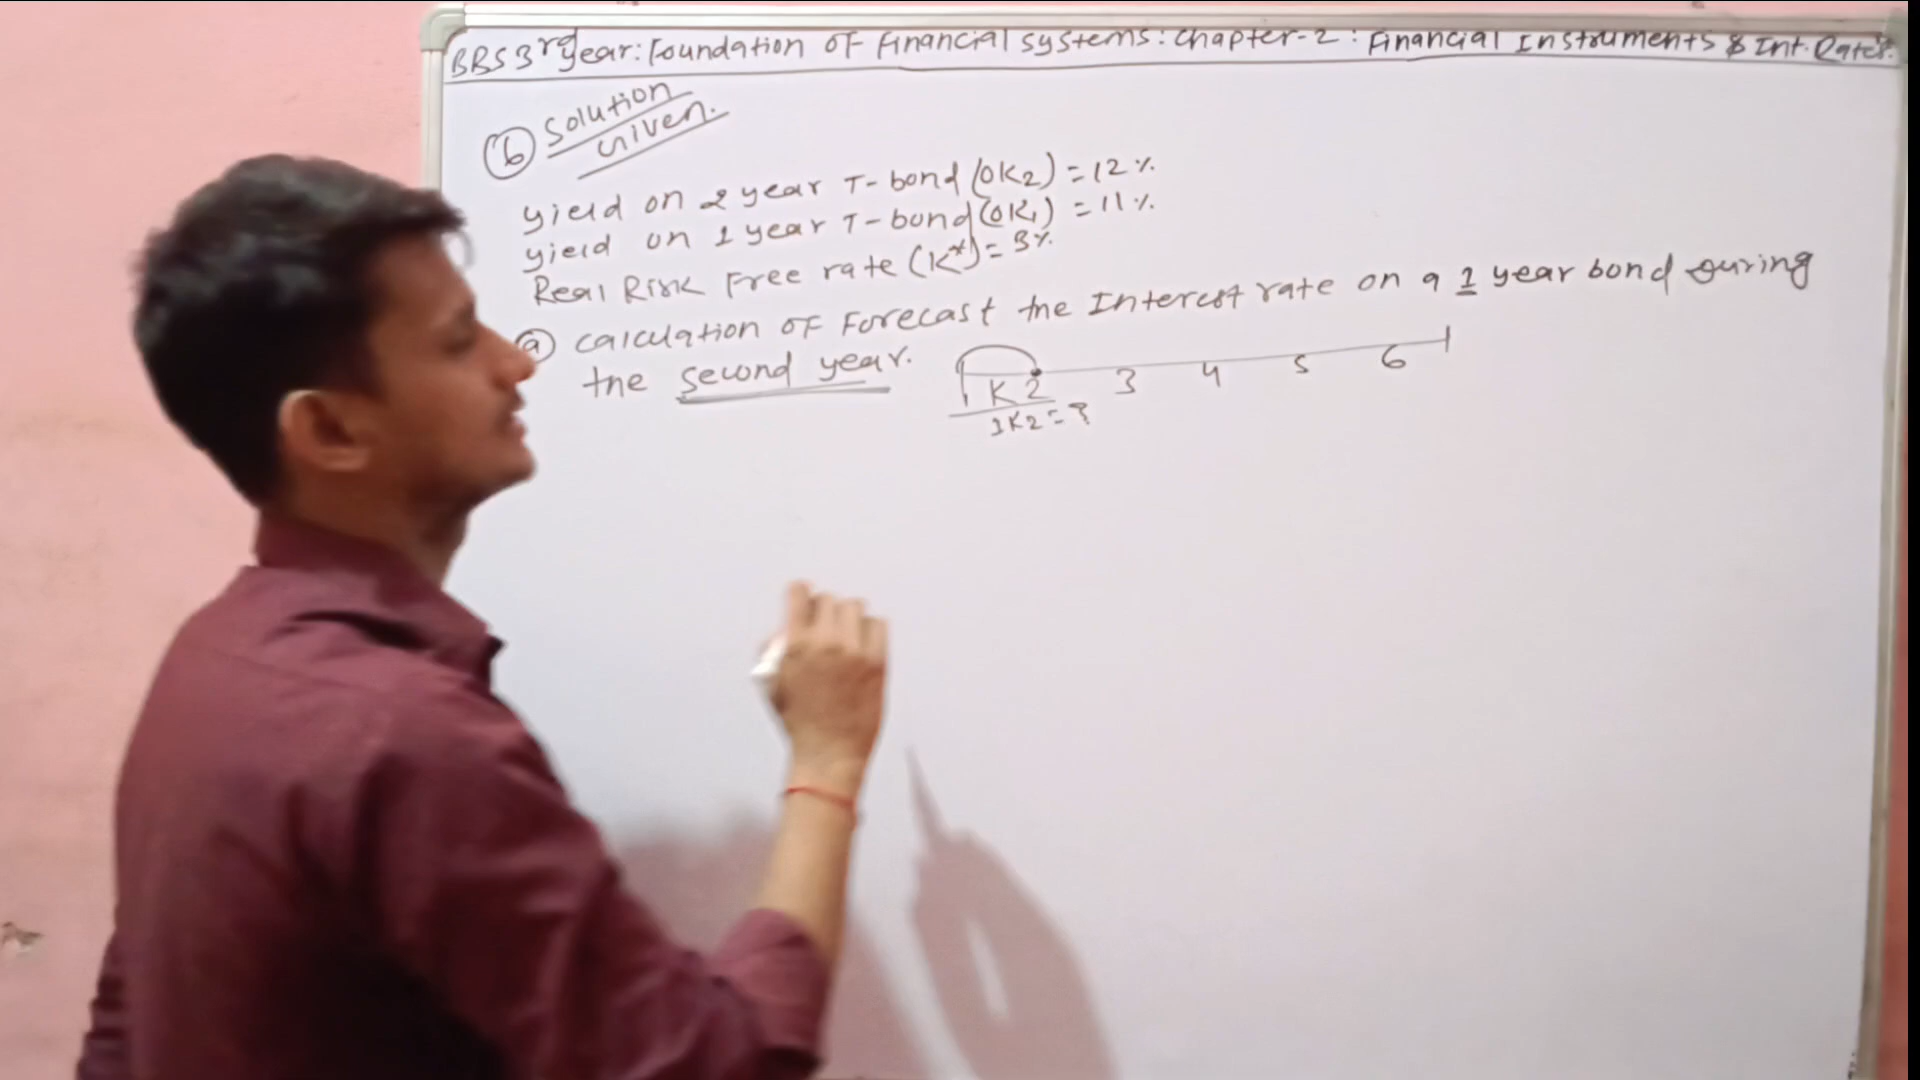 BBS 3rd year: Foundation of Financial systems: Chapter-2: Financial Instruments & Int. Rates.
6 Solution
Given.
yield on 2 year T-bond (0K2) = 12%
yield on 1 year T-bond (0K1) = 11%
Real Risk Free rate (K*) = 3%
a calculation of Forecast the Interest rate on a 1 year bond during
the second year.
1 K 2 3 4 5 6
1K2 = ?